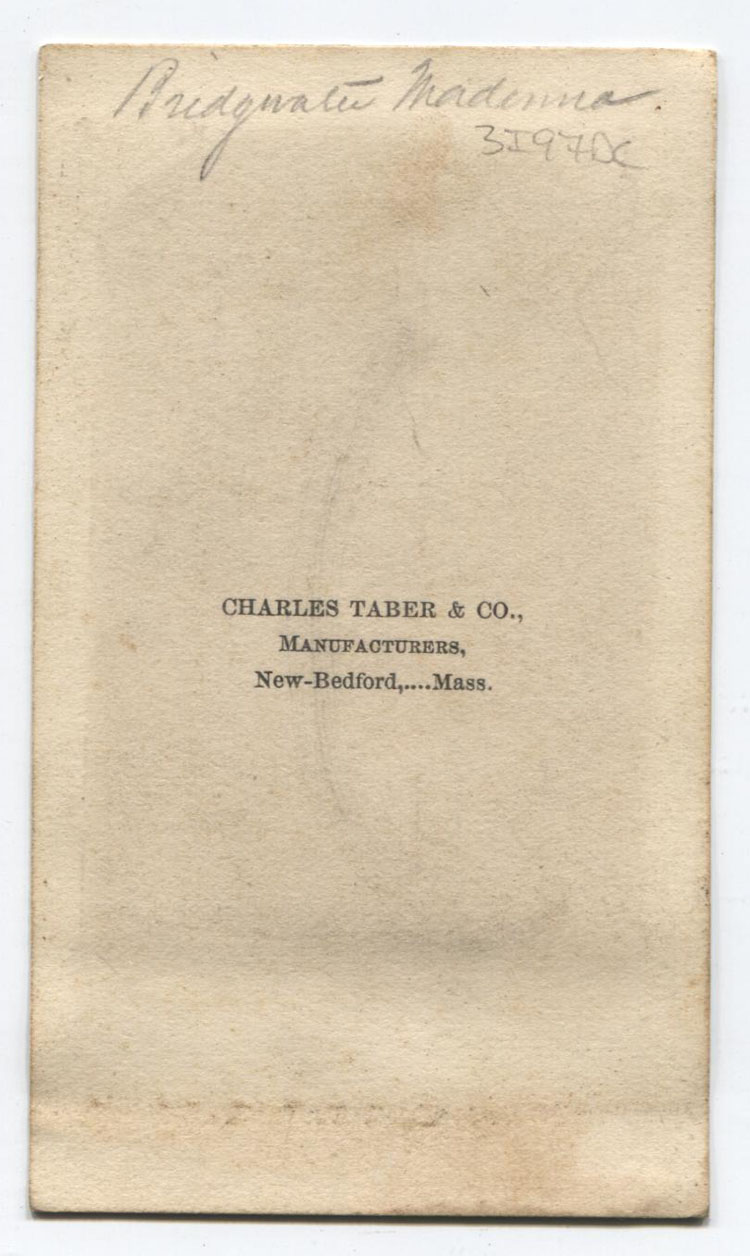 Bridgwater Madonna.
3I97DC
CHARLES TABER & CO.,
MANUFACTURERS,
New-Bedford,....Mass.